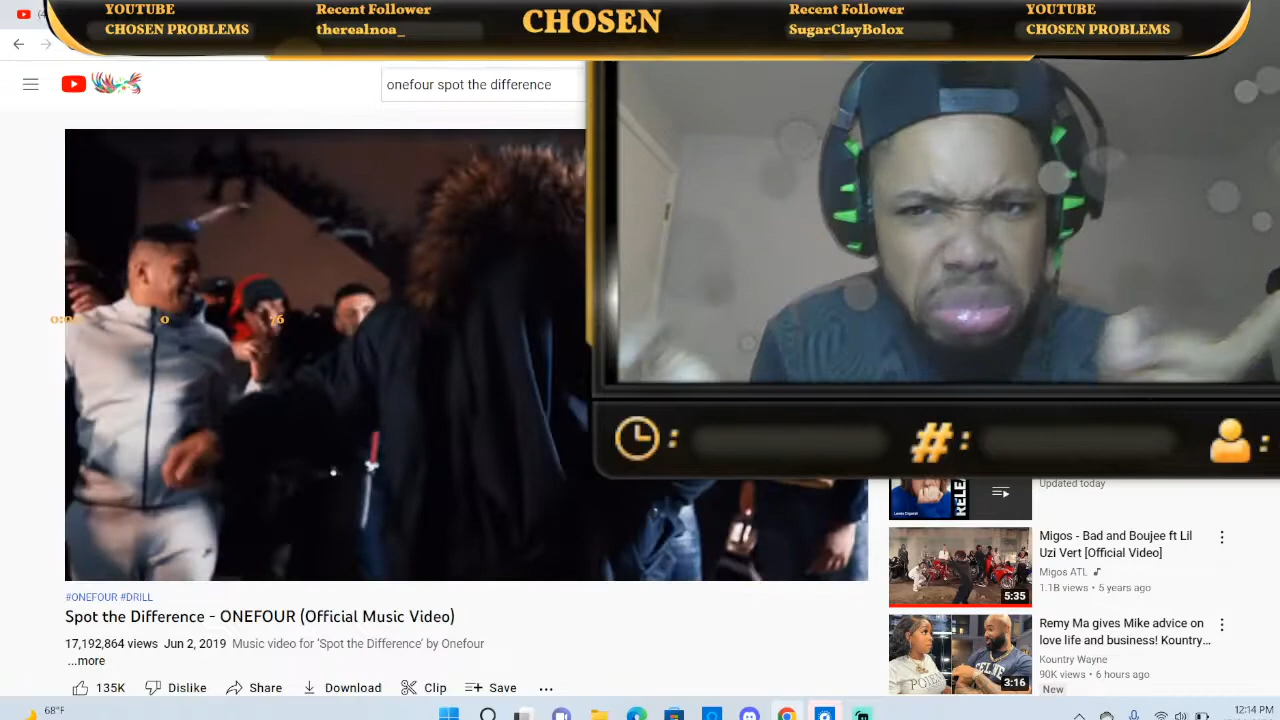 YOUTUBE
CHOSEN PROBLEMS
Recent Follower
therealnoa_
CHOSEN
Recent Follower
SugarClayBolox
YOUTUBE
CHOSEN PROBLEMS
onefour spot the difference
0
76
#:
Updated today
Migos - Bad and Boujee ft Lil
Uzi Vert [Official Video]
Migos ATL
1.1B views • 5 years ago
5:35
Remy Ma gives Mike advice on
love life and business! Kountry...
Kountry Wayne
90K views • 6 hours ago
New
3:16
#ONEFOUR #DRILL
Spot the Difference - ONEFOUR (Official Music Video)
17,192,864 views Jun 2, 2019 Music video for 'Spot the Difference' by Onefour
...more
135K Dislike Share Download Clip Save
68°F
12:14 PM